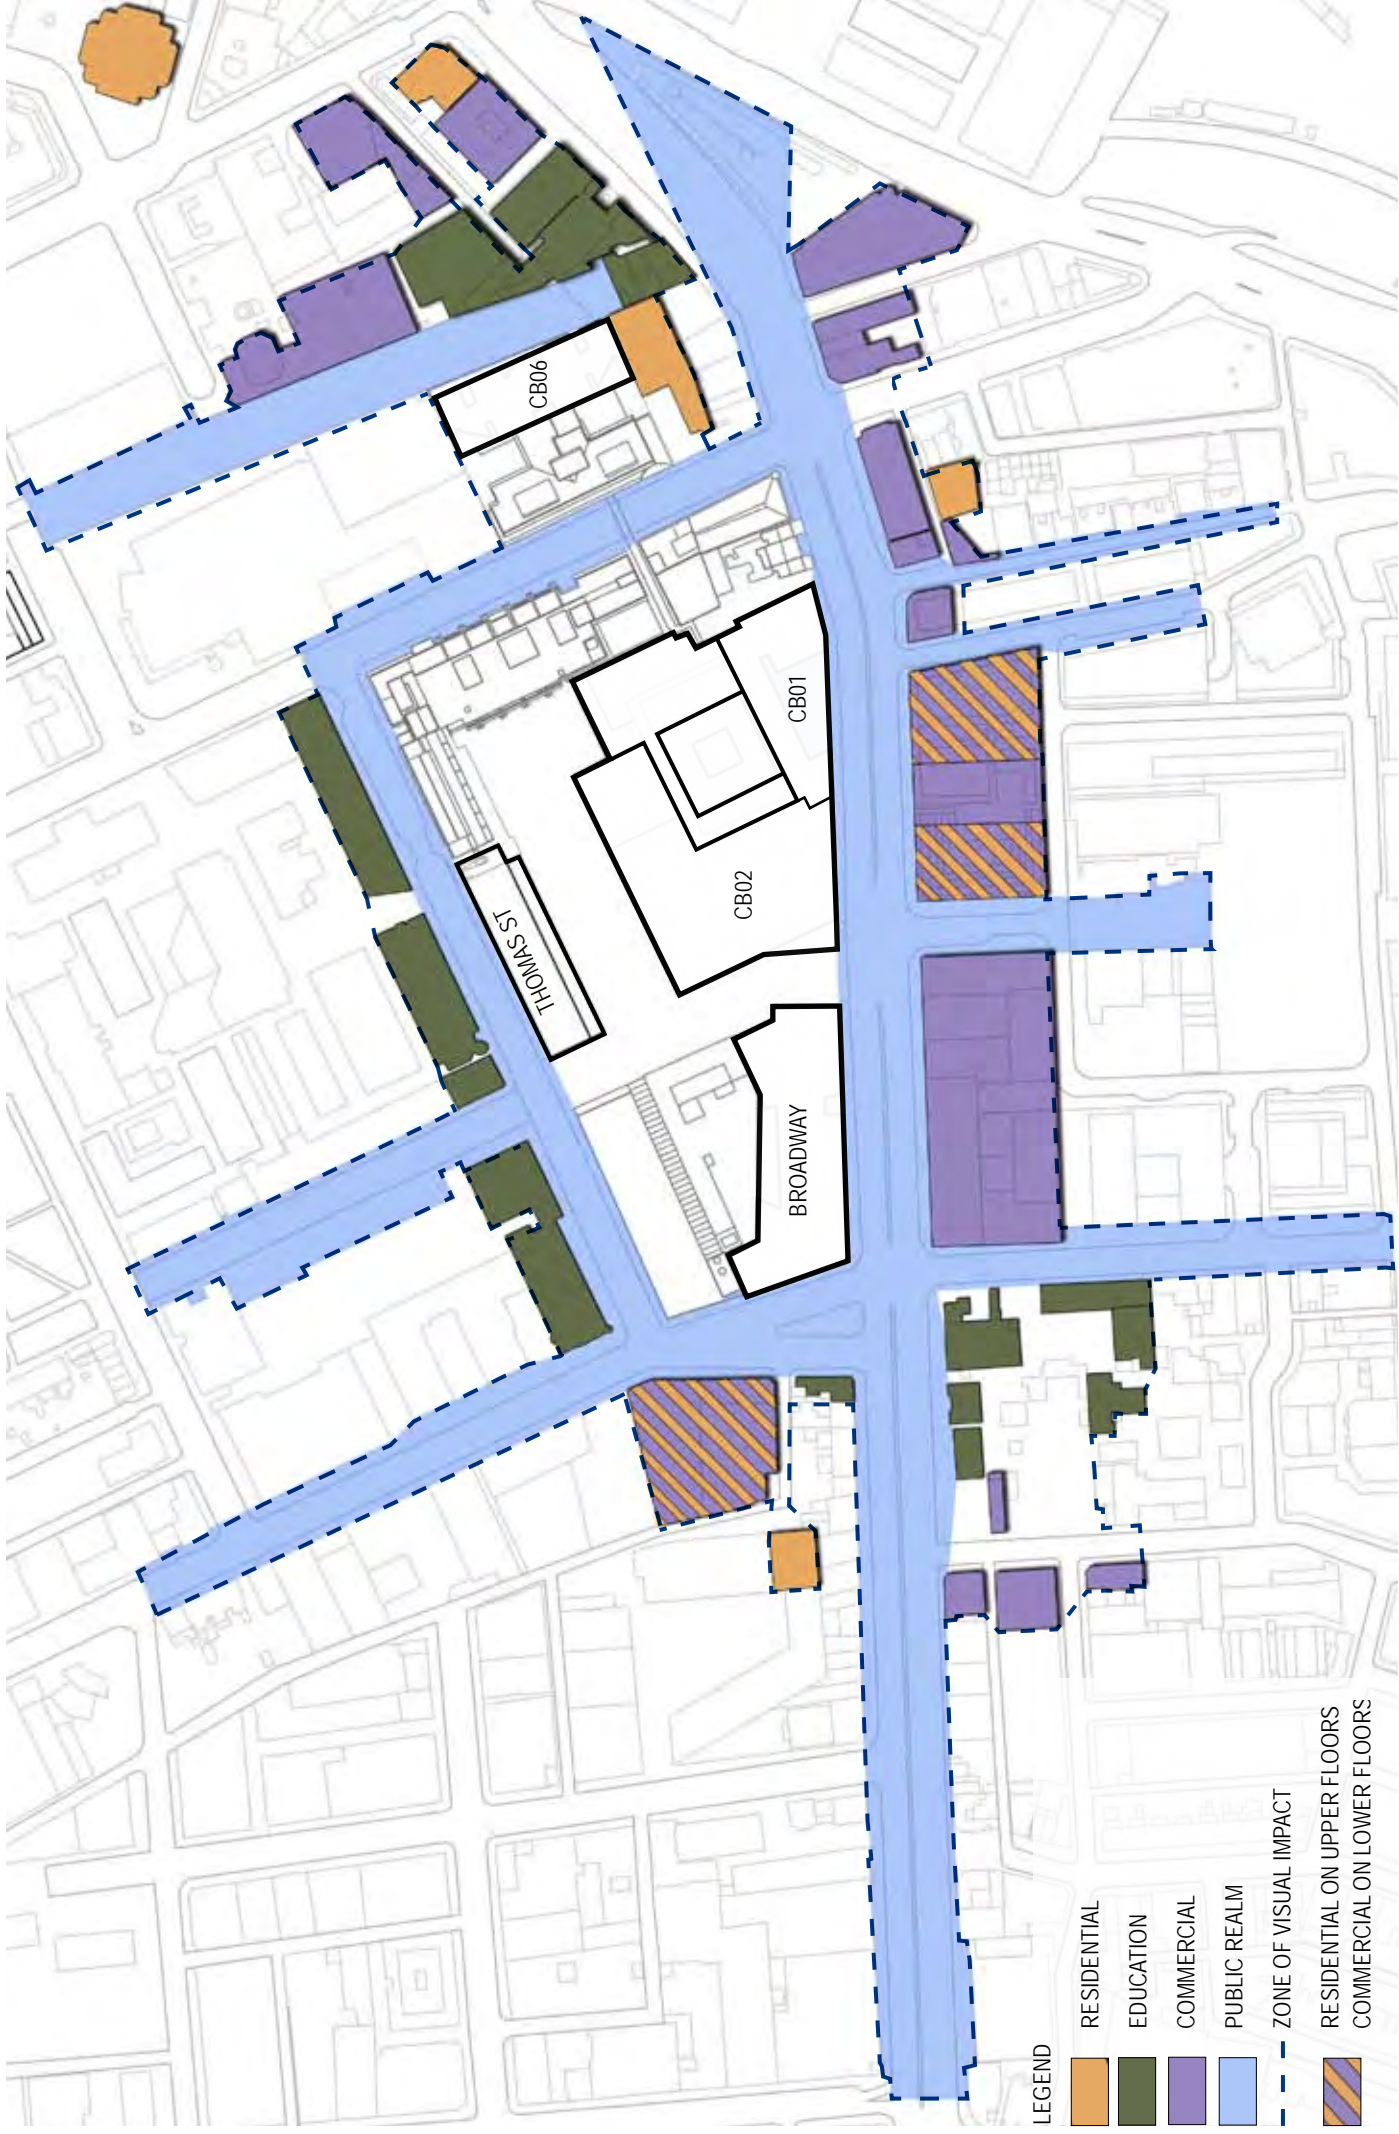 CB06
CB01
CB02
THOMAS ST
BROADWAY
LEGEND
RESIDENTIAL
EDUCATION
COMMERCIAL
PUBLIC REALM
ZONE OF VISUAL IMPACT
RESIDENTIAL ON UPPER FLOORS
COMMERCIAL ON LOWER FLOORS